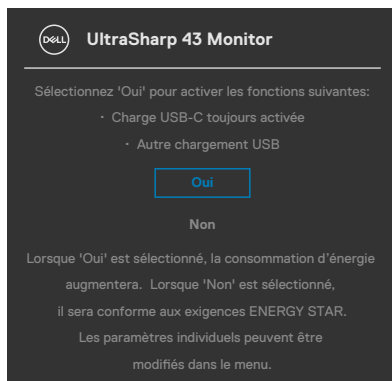 DELL UltraSharp 43 Monitor
Sélectionnez 'Oui' pour activer les fonctions suivantes:
· Charge USB-C toujours activée
· Autre chargement USB
Oui
Non
Lorsque 'Oui' est sélectionné, la consommation d'énergie
augmentera. Lorsque 'Non' est sélectionné,
il sera conforme aux exigences ENERGY STAR.
Les paramètres individuels peuvent être
modifiés dans le menu.